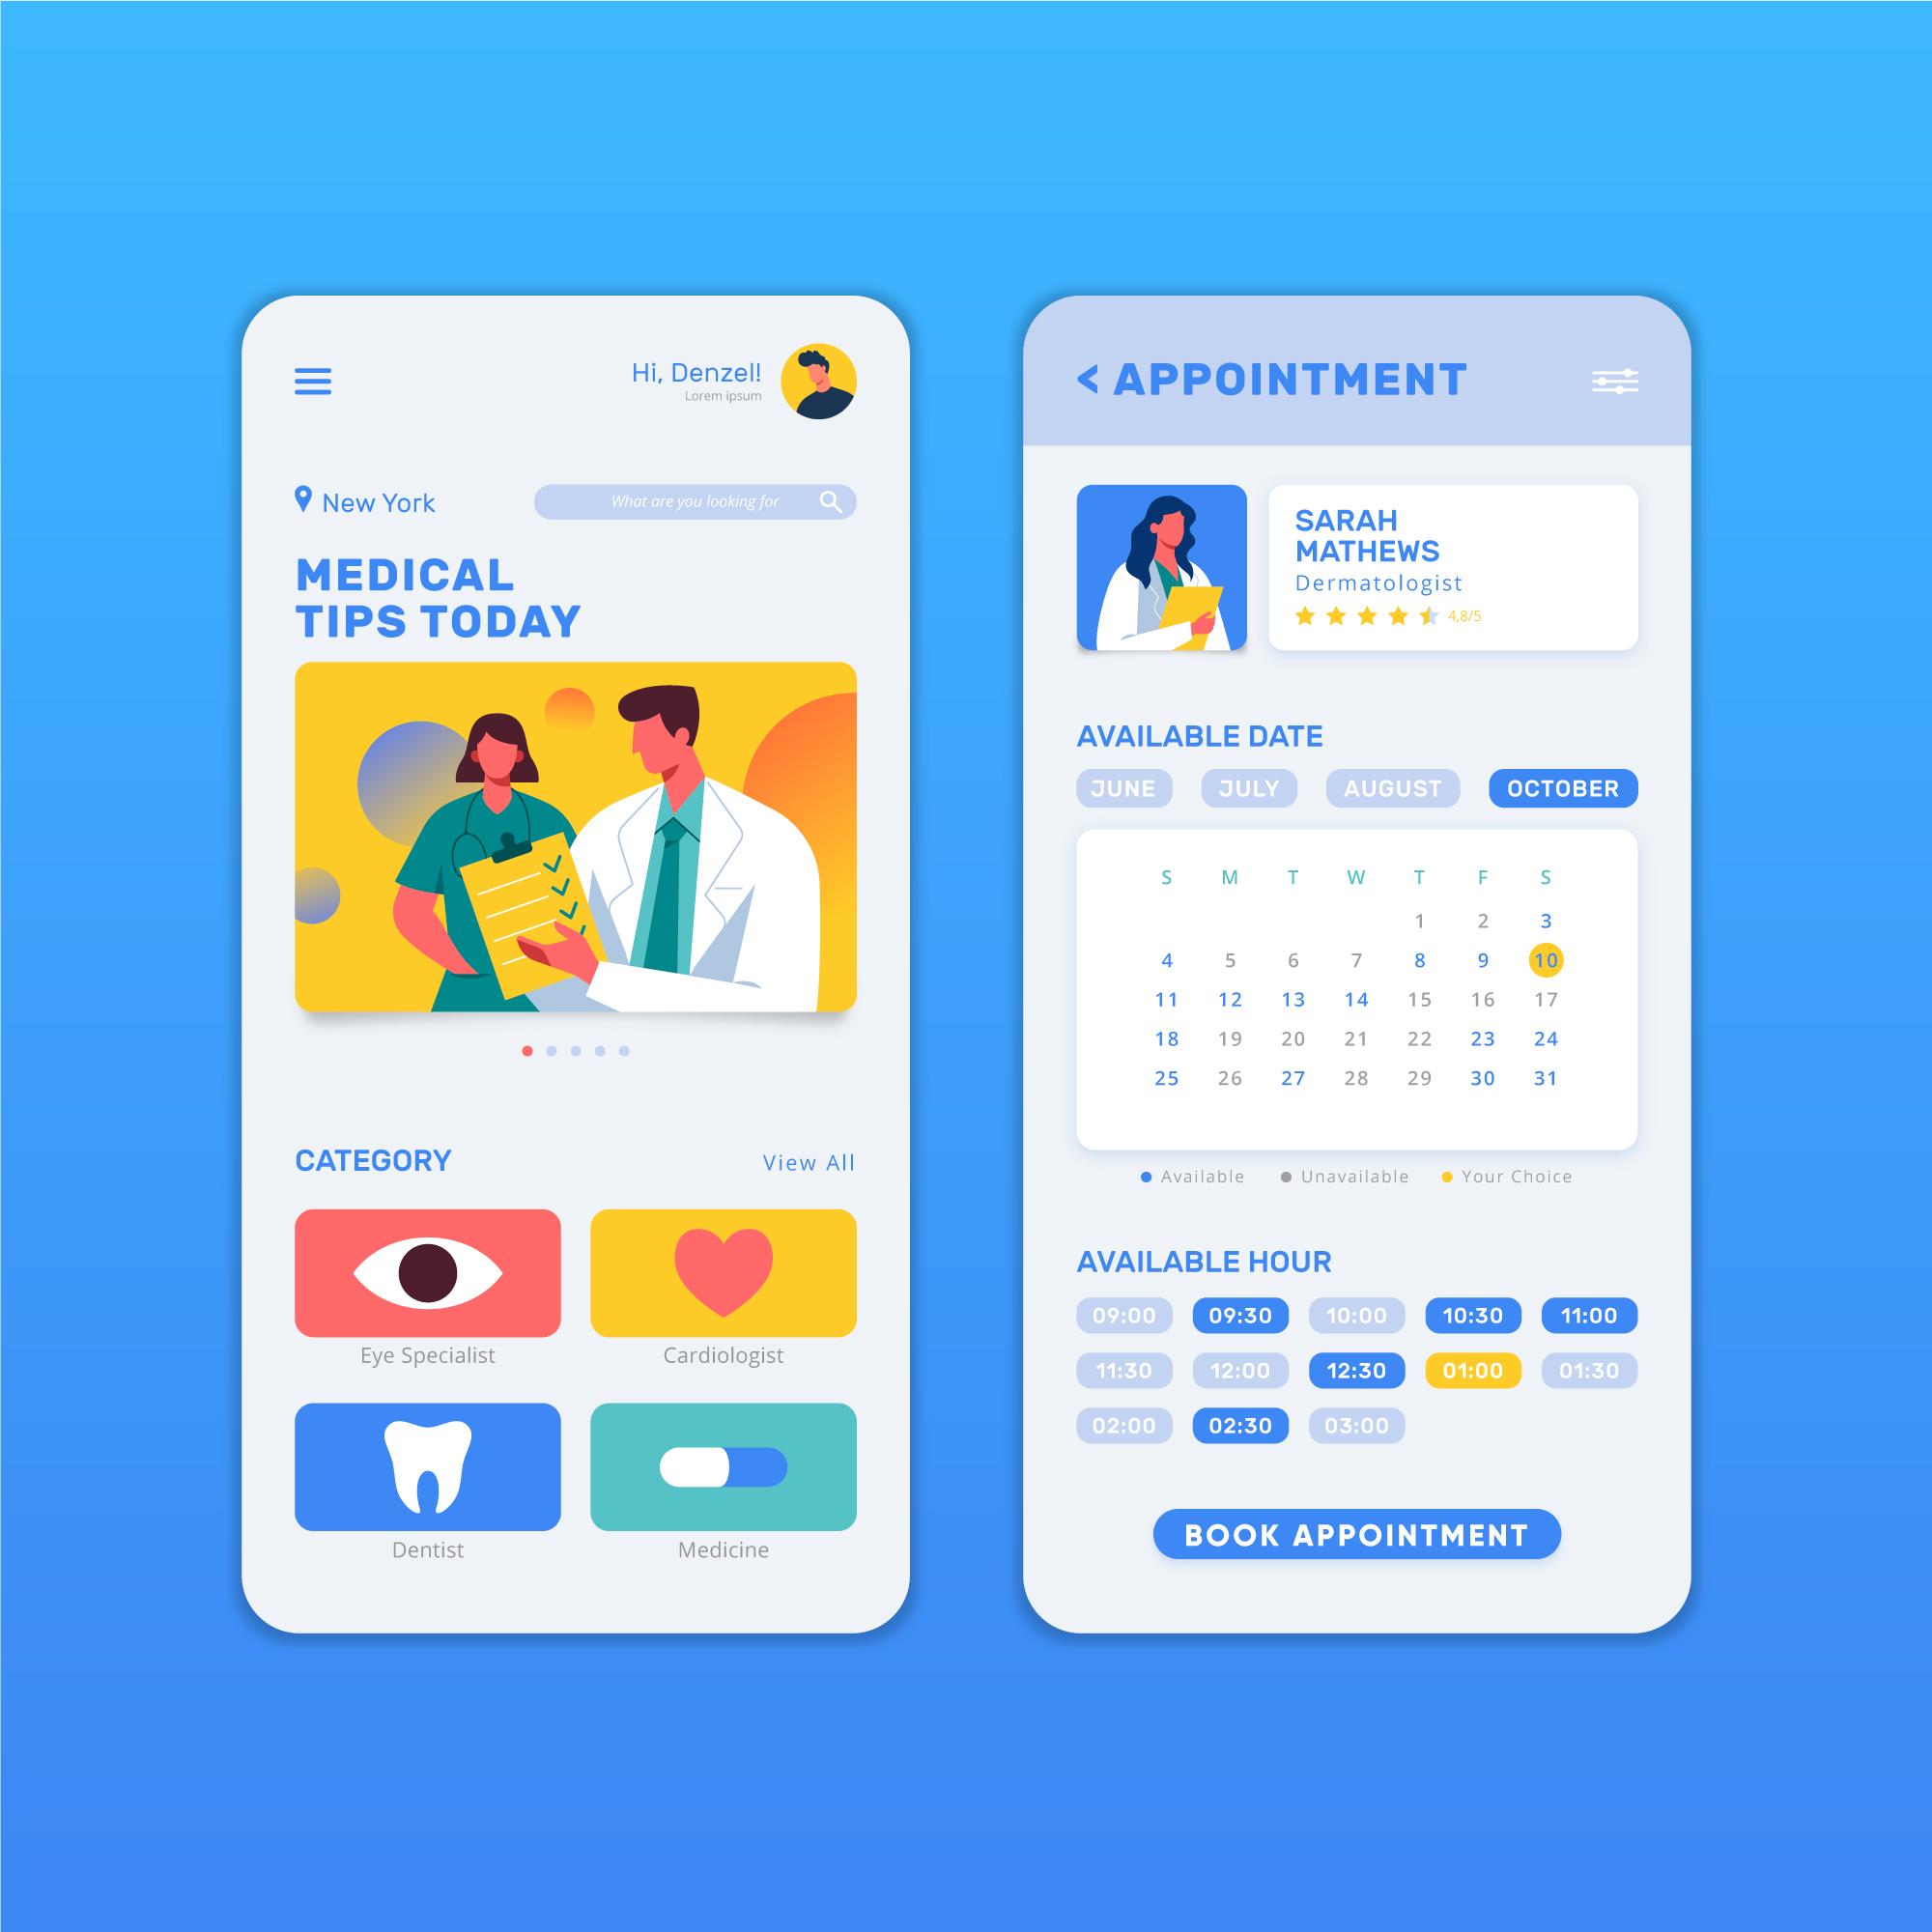 Hi, Denzel!
Lorem ipsum
New York
What are you looking for
MEDICAL
TIPS TODAY
CATEGORY
View All
Eye Specialist
Cardiologist
Dentist
Medicine
< APPOINTMENT
SARAH
MATHEWS
Dermatologist
4,8/5
AVAILABLE DATE
JUNE JULY AUGUST OCTOBER
S M T W T F S
1 2 3
4 5 6 7 8 9 10
11 12 13 14 15 16 17
18 19 20 21 22 23 24
25 26 27 28 29 30 31
Available Unavailable Your Choice
AVAILABLE HOUR
09:00 09:30 10:00 10:30 11:00
11:30 12:00 12:30 01:00 01:30
02:00 02:30 03:00
BOOK APPOINTMENT